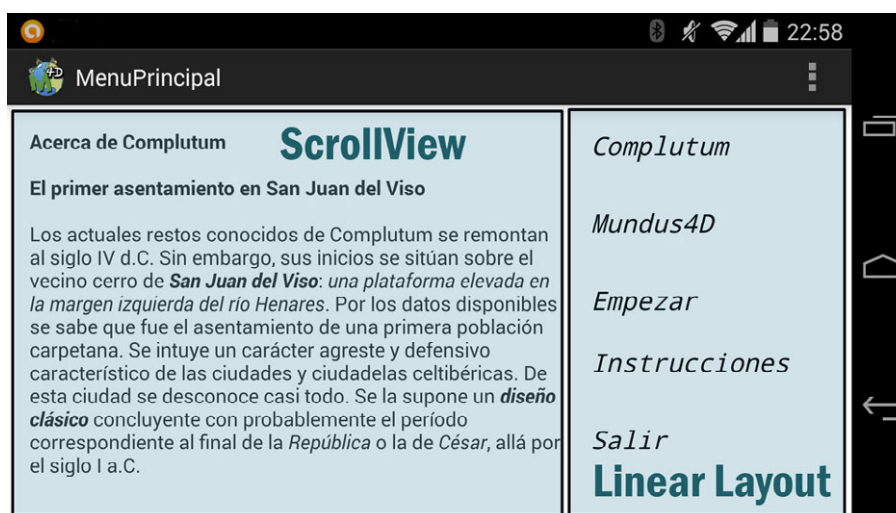 22:58
MenuPrincipal
Acerca de Complutum
ScrollView
El primer asentamiento en San Juan del Viso
Los actuales restos conocidos de Complutum se remontan
al siglo IV d.C. Sin embargo, sus inicios se sitúan sobre el
vecino cerro de San Juan del Viso: una plataforma elevada en
la margen izquierda del río Henares. Por los datos disponibles
se sabe que fue el asentamiento de una primera población
carpetana. Se intuye un carácter agreste y defensivo
característico de las ciudades y ciudadelas celtibéricas. De
esta ciudad se desconoce casi todo. Se la supone un diseño
clásico concluyente con probablemente el período
correspondiente al final de la República o la de César, allá por
el siglo I a.C.
Complutum
Mundus4D
Empezar
Instrucciones
Salir
Linear Layout